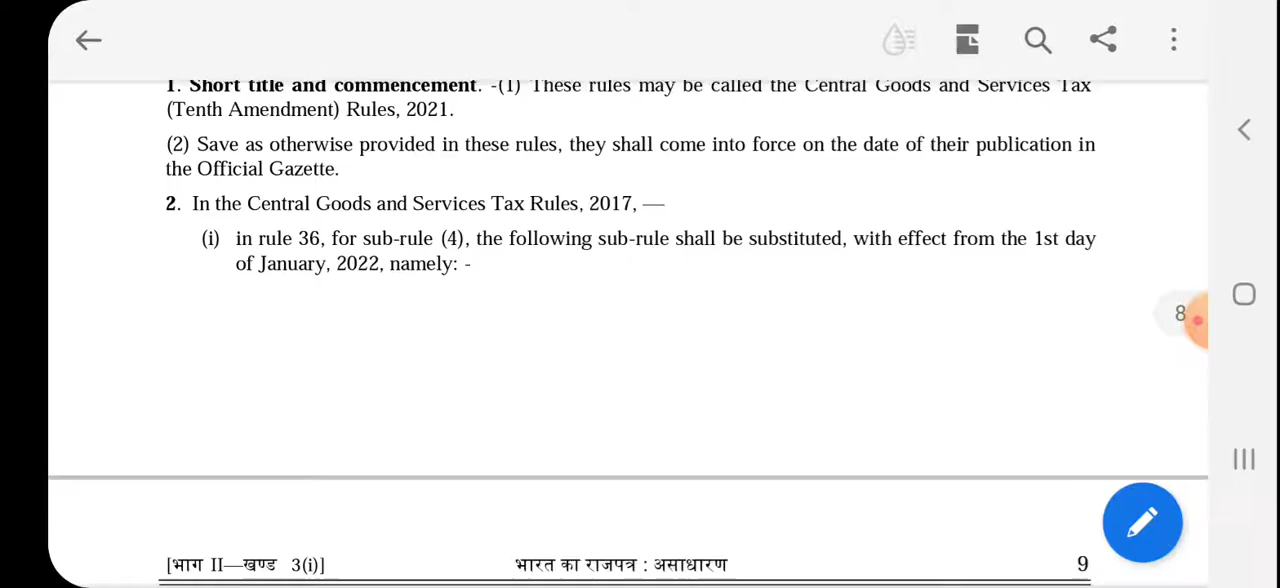 1. Short title and commencement. -(1) These rules may be called the Central Goods and Services Tax
(Tenth Amendment) Rules, 2021.
(2) Save as otherwise provided in these rules, they shall come into force on the date of their publication in
the Official Gazette.
2. In the Central Goods and Services Tax Rules, 2017, —
(i) in rule 36, for sub-rule (4), the following sub-rule shall be substituted, with effect from the 1st day
of January, 2022, namely: -
8
[भाग II—खण्ड 3(i)] भारत का राजपत्र : असाधारण 9